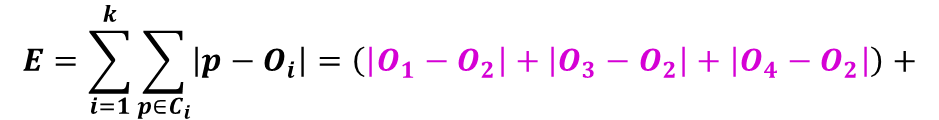 E = ∑_{i=1}^{k} ∑_{p∈C_i} |p − O_i| = (|O_1 − O_2| + |O_3 − O_2| + |O_4 − O_2|) +